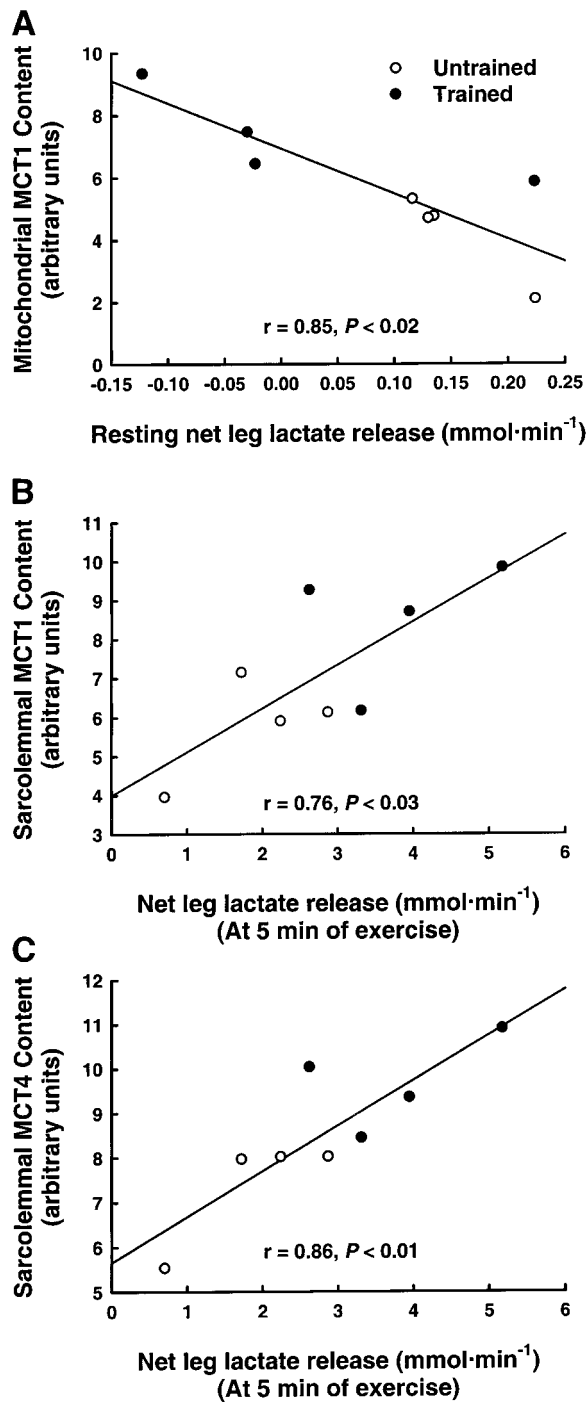 A
Untrained
Trained
Mitochondrial MCT1 Content
(arbitrary units)
10
8
6
4
2
0
r = 0.85, P < 0.02
-0.15 -0.10 -0.05 0.00 0.05 0.10 0.15 0.20 0.25
Resting net leg lactate release (mmol·min⁻¹)
B
Sarcolemmal MCT1 Content
(arbitrary units)
11
10
9
8
7
6
5
4
3
r = 0.76, P < 0.03
0 1 2 3 4 5 6
Net leg lactate release (mmol·min⁻¹)
(At 5 min of exercise)
C
Sarcolemmal MCT4 Content
(arbitrary units)
12
11
10
9
8
7
6
5
r = 0.86, P < 0.01
0 1 2 3 4 5 6
Net leg lactate release (mmol·min⁻¹)
(At 5 min of exercise)